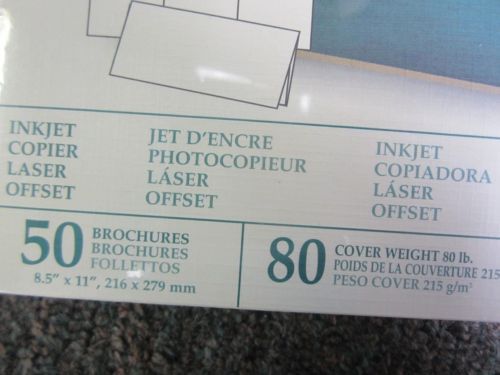 INKJET
COPIER
LASER
OFFSET
JET D'ENCRE
PHOTOCOPIEUR
LÁSER
OFFSET
INKJET
COPIADORA
LÁSER
OFFSET
50 BROCHURES
BROCHURES
FOLLETTOS
8.5" x 11", 216 x 279 mm
80 COVER WEIGHT 80 lb.
POIDS DE LA COUVERTURE 215
PESO COVER 215 g/m²